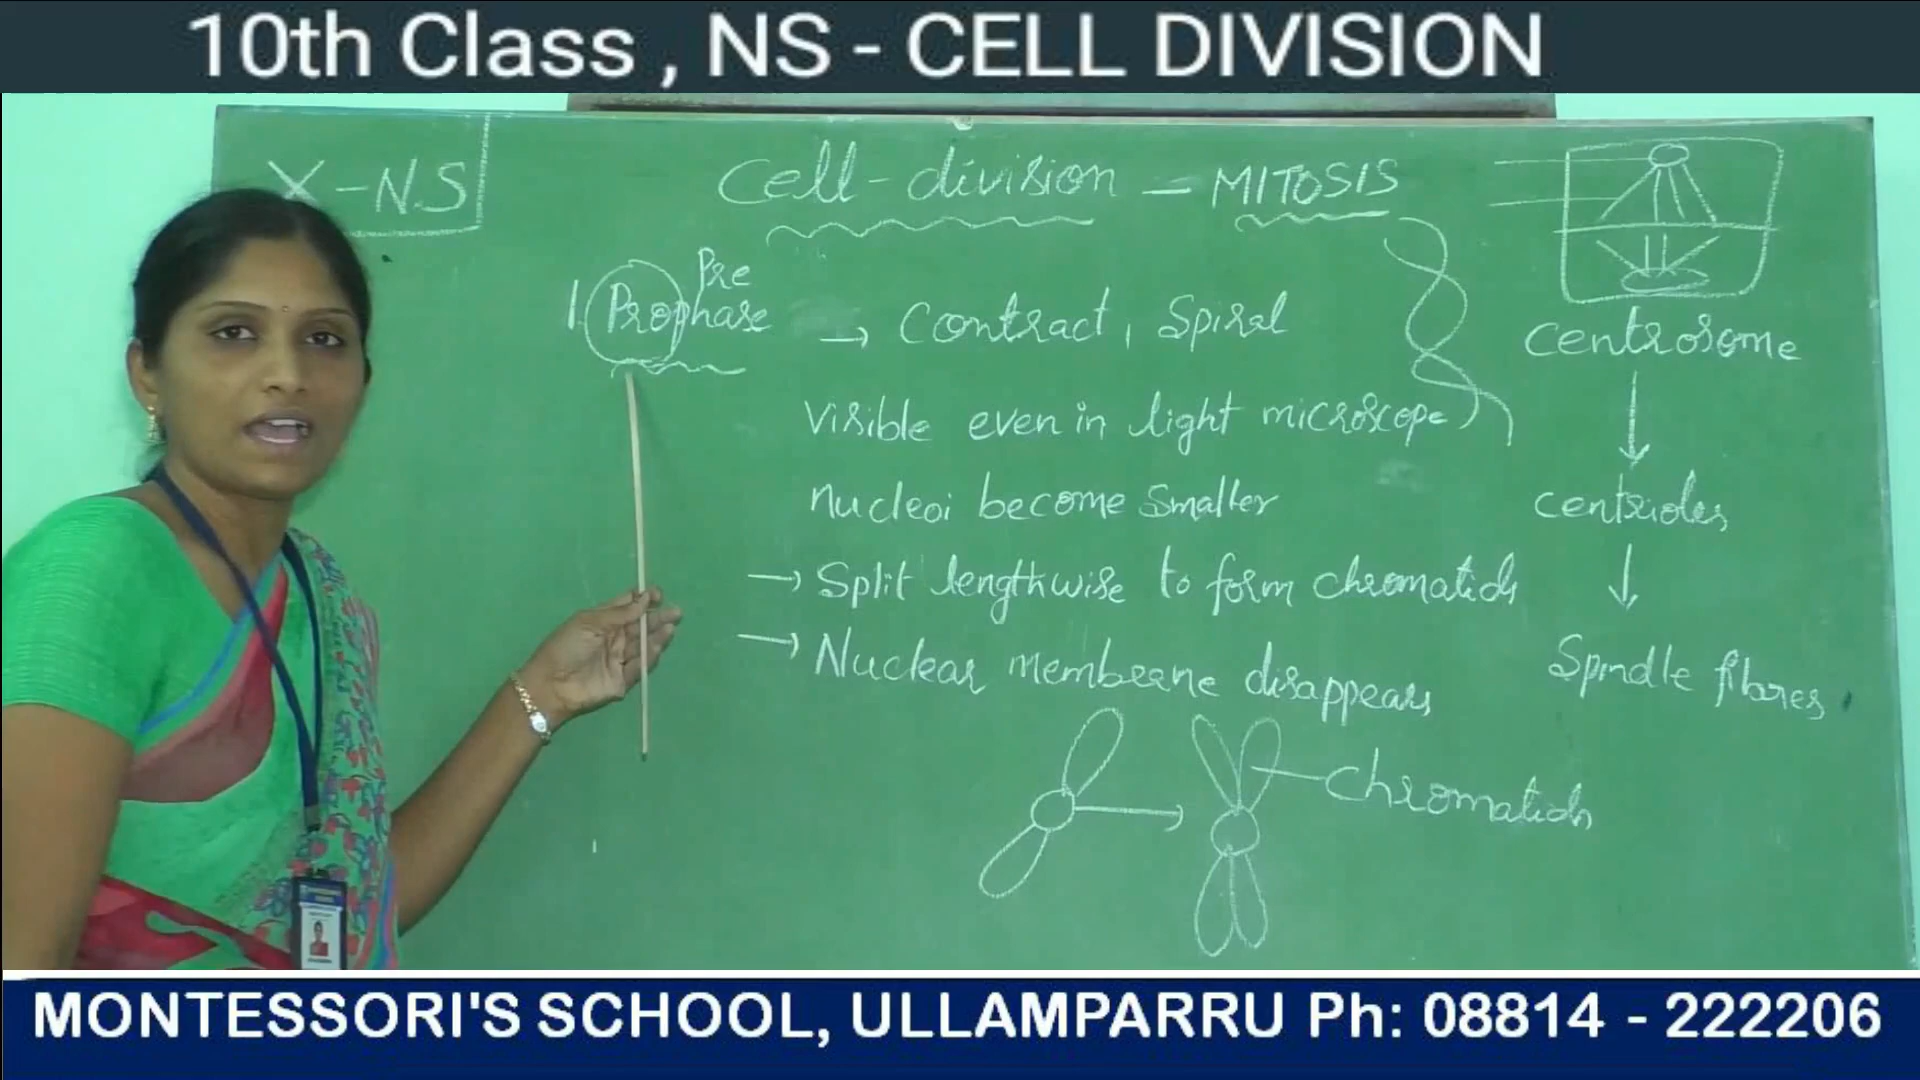 10th Class , NS - CELL DIVISION
X - N.S
Cell-division - MITOSIS
Pre
1. Prophase → Contract, Spiral
visible even in light microscope
nucleoi become smaller
→ Split lengthwise to form chromatids
→ Nuclear membrane disappears
Chromatids
Centrosome
↓
centrioles
↓
Spindle fibres
MONTESSORI'S SCHOOL, ULLAMPARRU Ph: 08814 - 222206